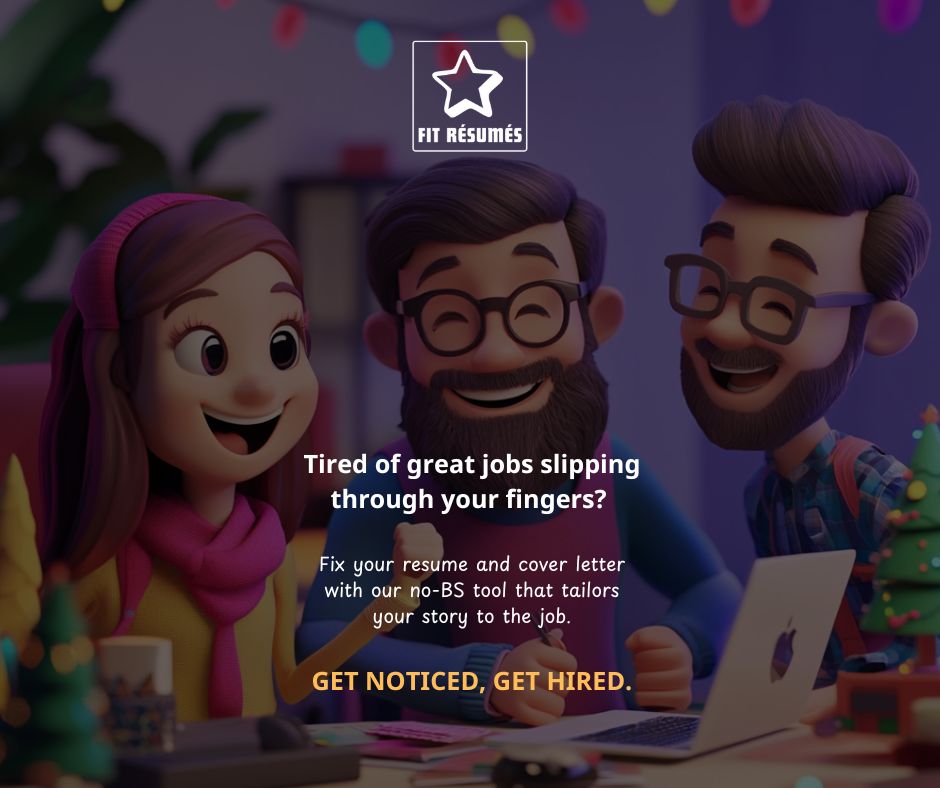 FIT RÉSUMÉS
Tired of great jobs slipping
through your fingers?
Fix your resume and cover letter
with our no-BS tool that tailors
your story to the job.
GET NOTICED, GET HIRED.